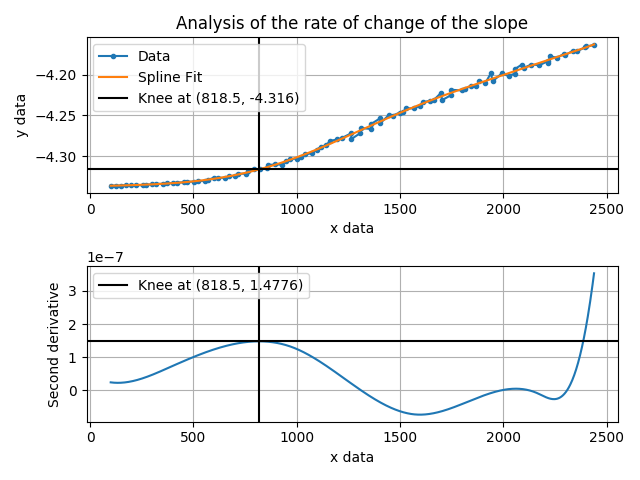 Analysis of the rate of change of the slope
Data
Spline Fit
Knee at (818.5, -4.316)
−4.20
−4.25
−4.30
y data
0 500 1000 1500 2000 2500
x data
1e−7
Knee at (818.5, 1.4776)
3
2
1
0
Second derivative
0 500 1000 1500 2000 2500
x data